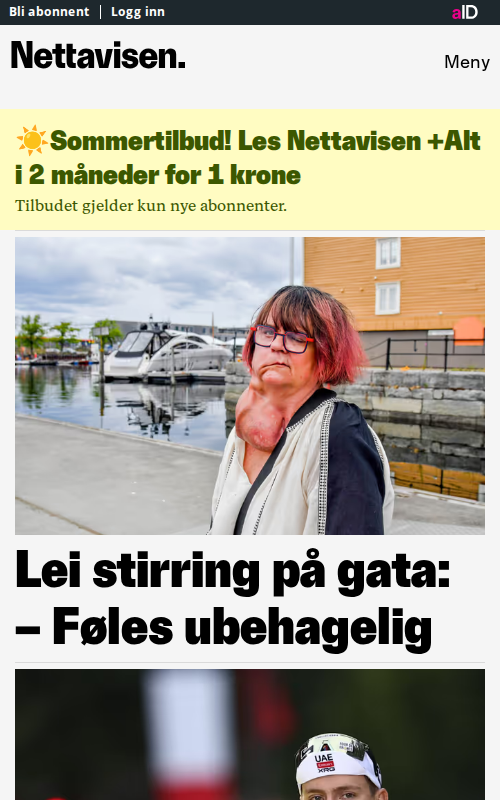 Bli abonnent | Logg inn
aID
Nettavisen.
Meny
☀️Sommertilbud! Les Nettavisen +Alt
i 2 måneder for 1 krone
Tilbudet gjelder kun nye abonnenter.
Lei stirring på gata:
– Føles ubehagelig
UAE
XRG